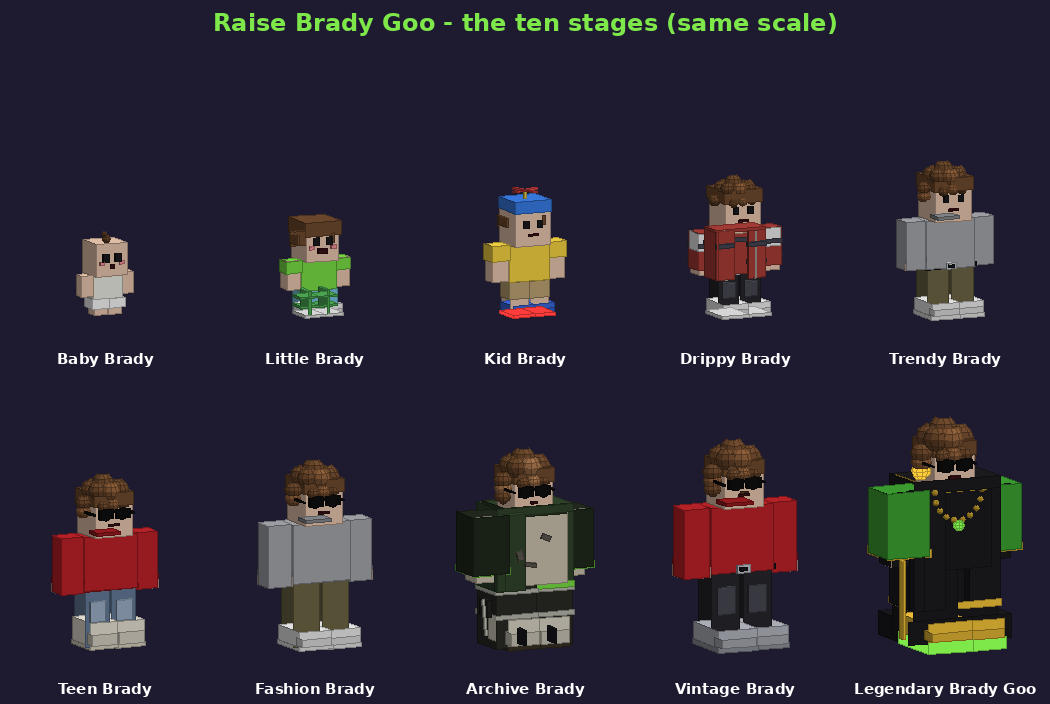 Raise Brady Goo - the ten stages (same scale)
Baby Brady
Little Brady
Kid Brady
Drippy Brady
Trendy Brady
Teen Brady
Fashion Brady
Archive Brady
Vintage Brady
Legendary Brady Goo